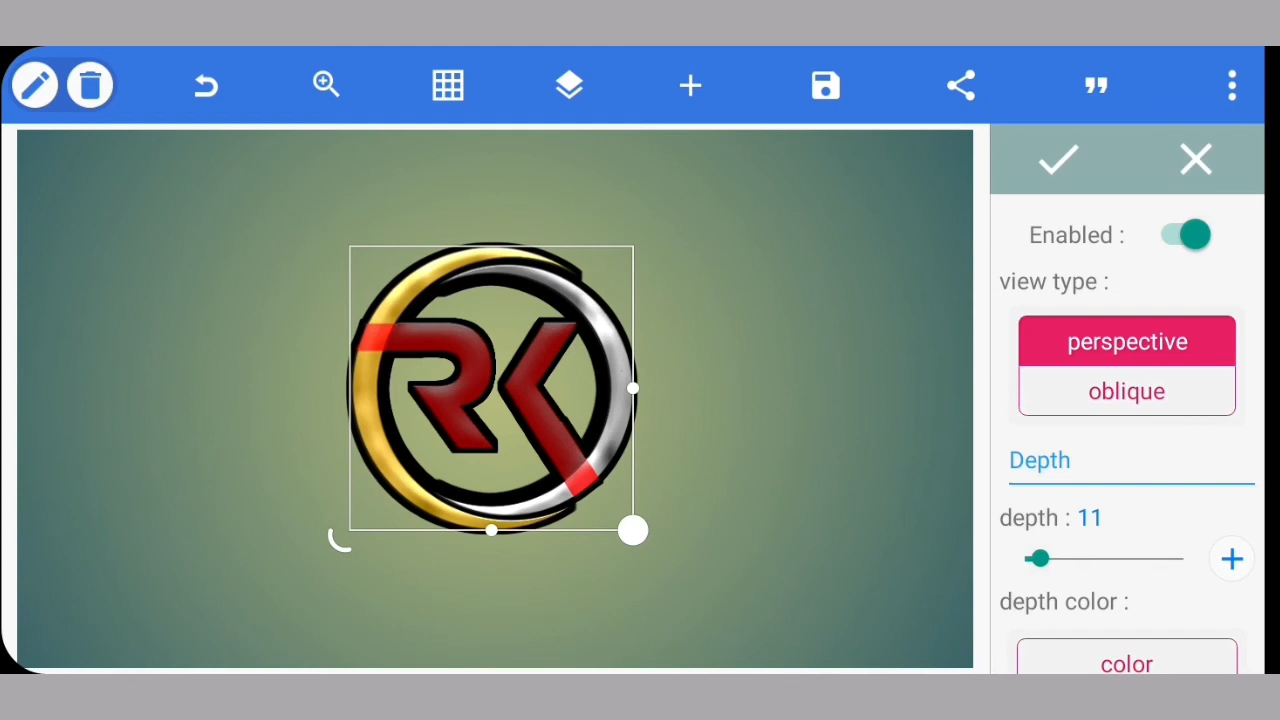 RK
Enabled :
view type :
perspective
oblique
Depth
depth : 11
depth color :
color